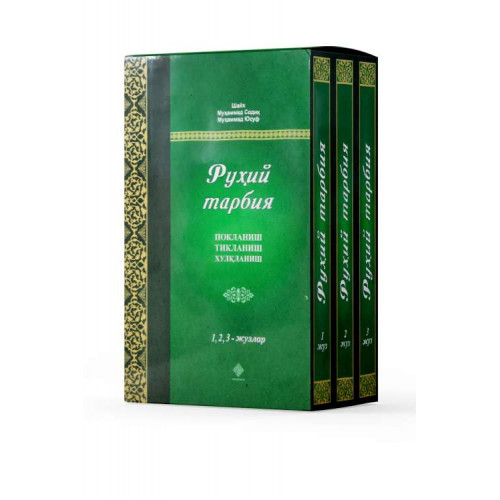 Шайх
Муҳаммад Содиқ
Муҳаммад Юсуф
Руҳий
тарбия
ПОКЛАНИШ
ТИКЛАНИШ
ХУЛҚЛАНИШ
1, 2, 3 - жузлар
Руҳий тарбия
1
жуз
Руҳий тарбия
2
жуз
Руҳий тарбия
3
жуз